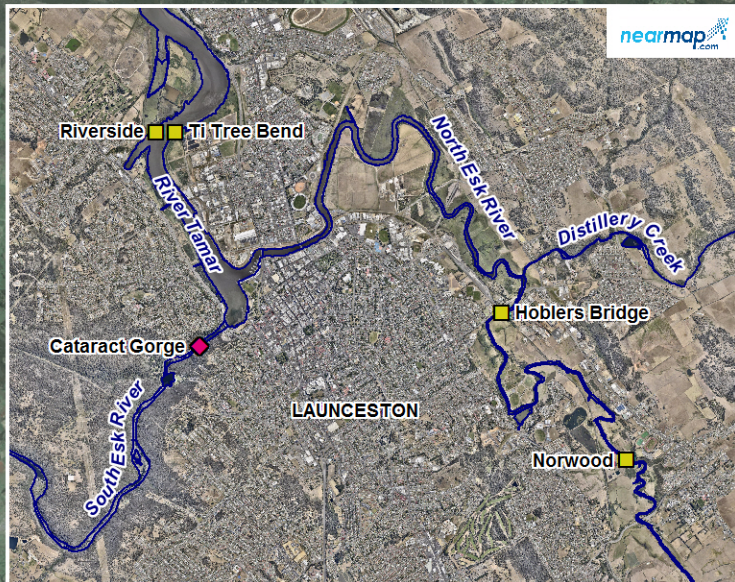 nearmap
.com
Riverside
Ti Tree Bend
North Esk River
River Tamar
Distillery Creek
Hoblers Bridge
Cataract Gorge
LAUNCESTON
South Esk River
Norwood